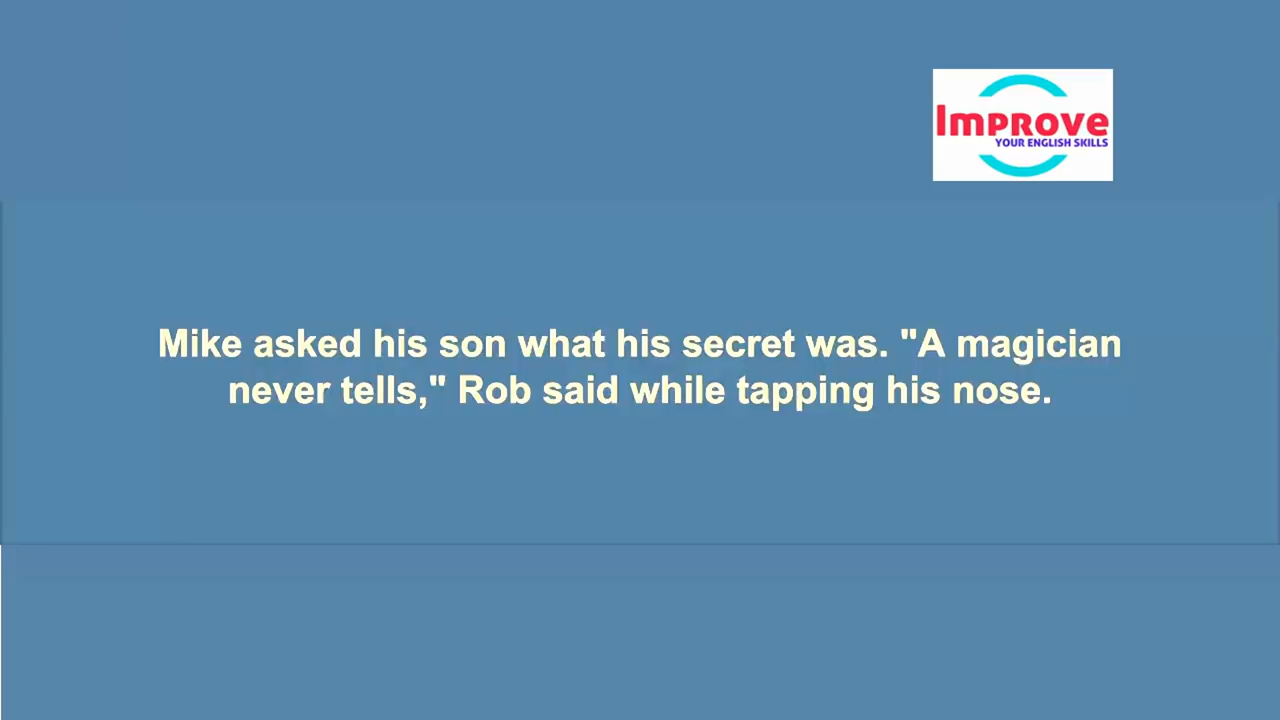 Improve
YOUR ENGLISH SKILLS
Mike asked his son what his secret was. "A magician
never tells," Rob said while tapping his nose.